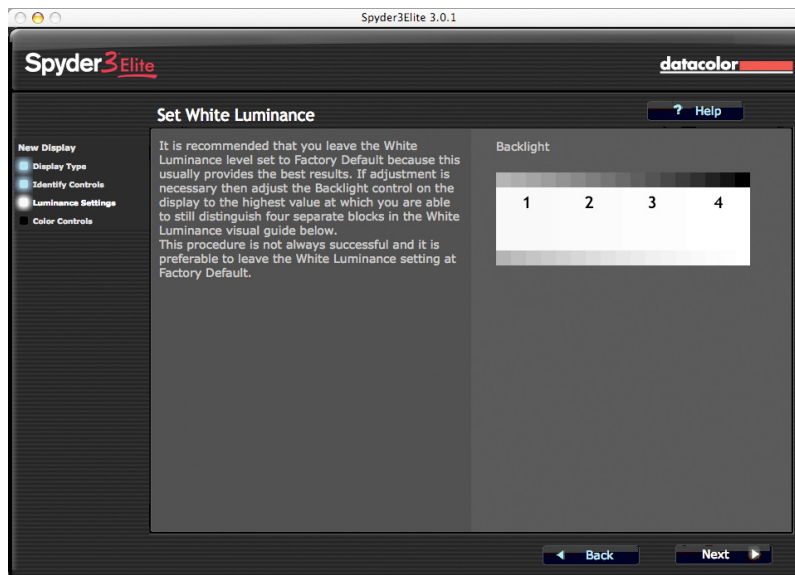 Spyder3Elite 3.0.1
Spyder3Elite
datacolor
Set White Luminance
? Help
New Display
Display Type
Identify Controls
Luminance Settings
Color Controls
It is recommended that you leave the White
Luminance level set to Factory Default because this
usually provides the best results. If adjustment is
necessary then adjust the Backlight control on the
display to the highest value at which you are able
to still distinguish four separate blocks in the White
Luminance visual guide below.
This procedure is not always successful and it is
preferable to leave the White Luminance setting at
Factory Default.
Backlight
1 2 3 4
Back
Next